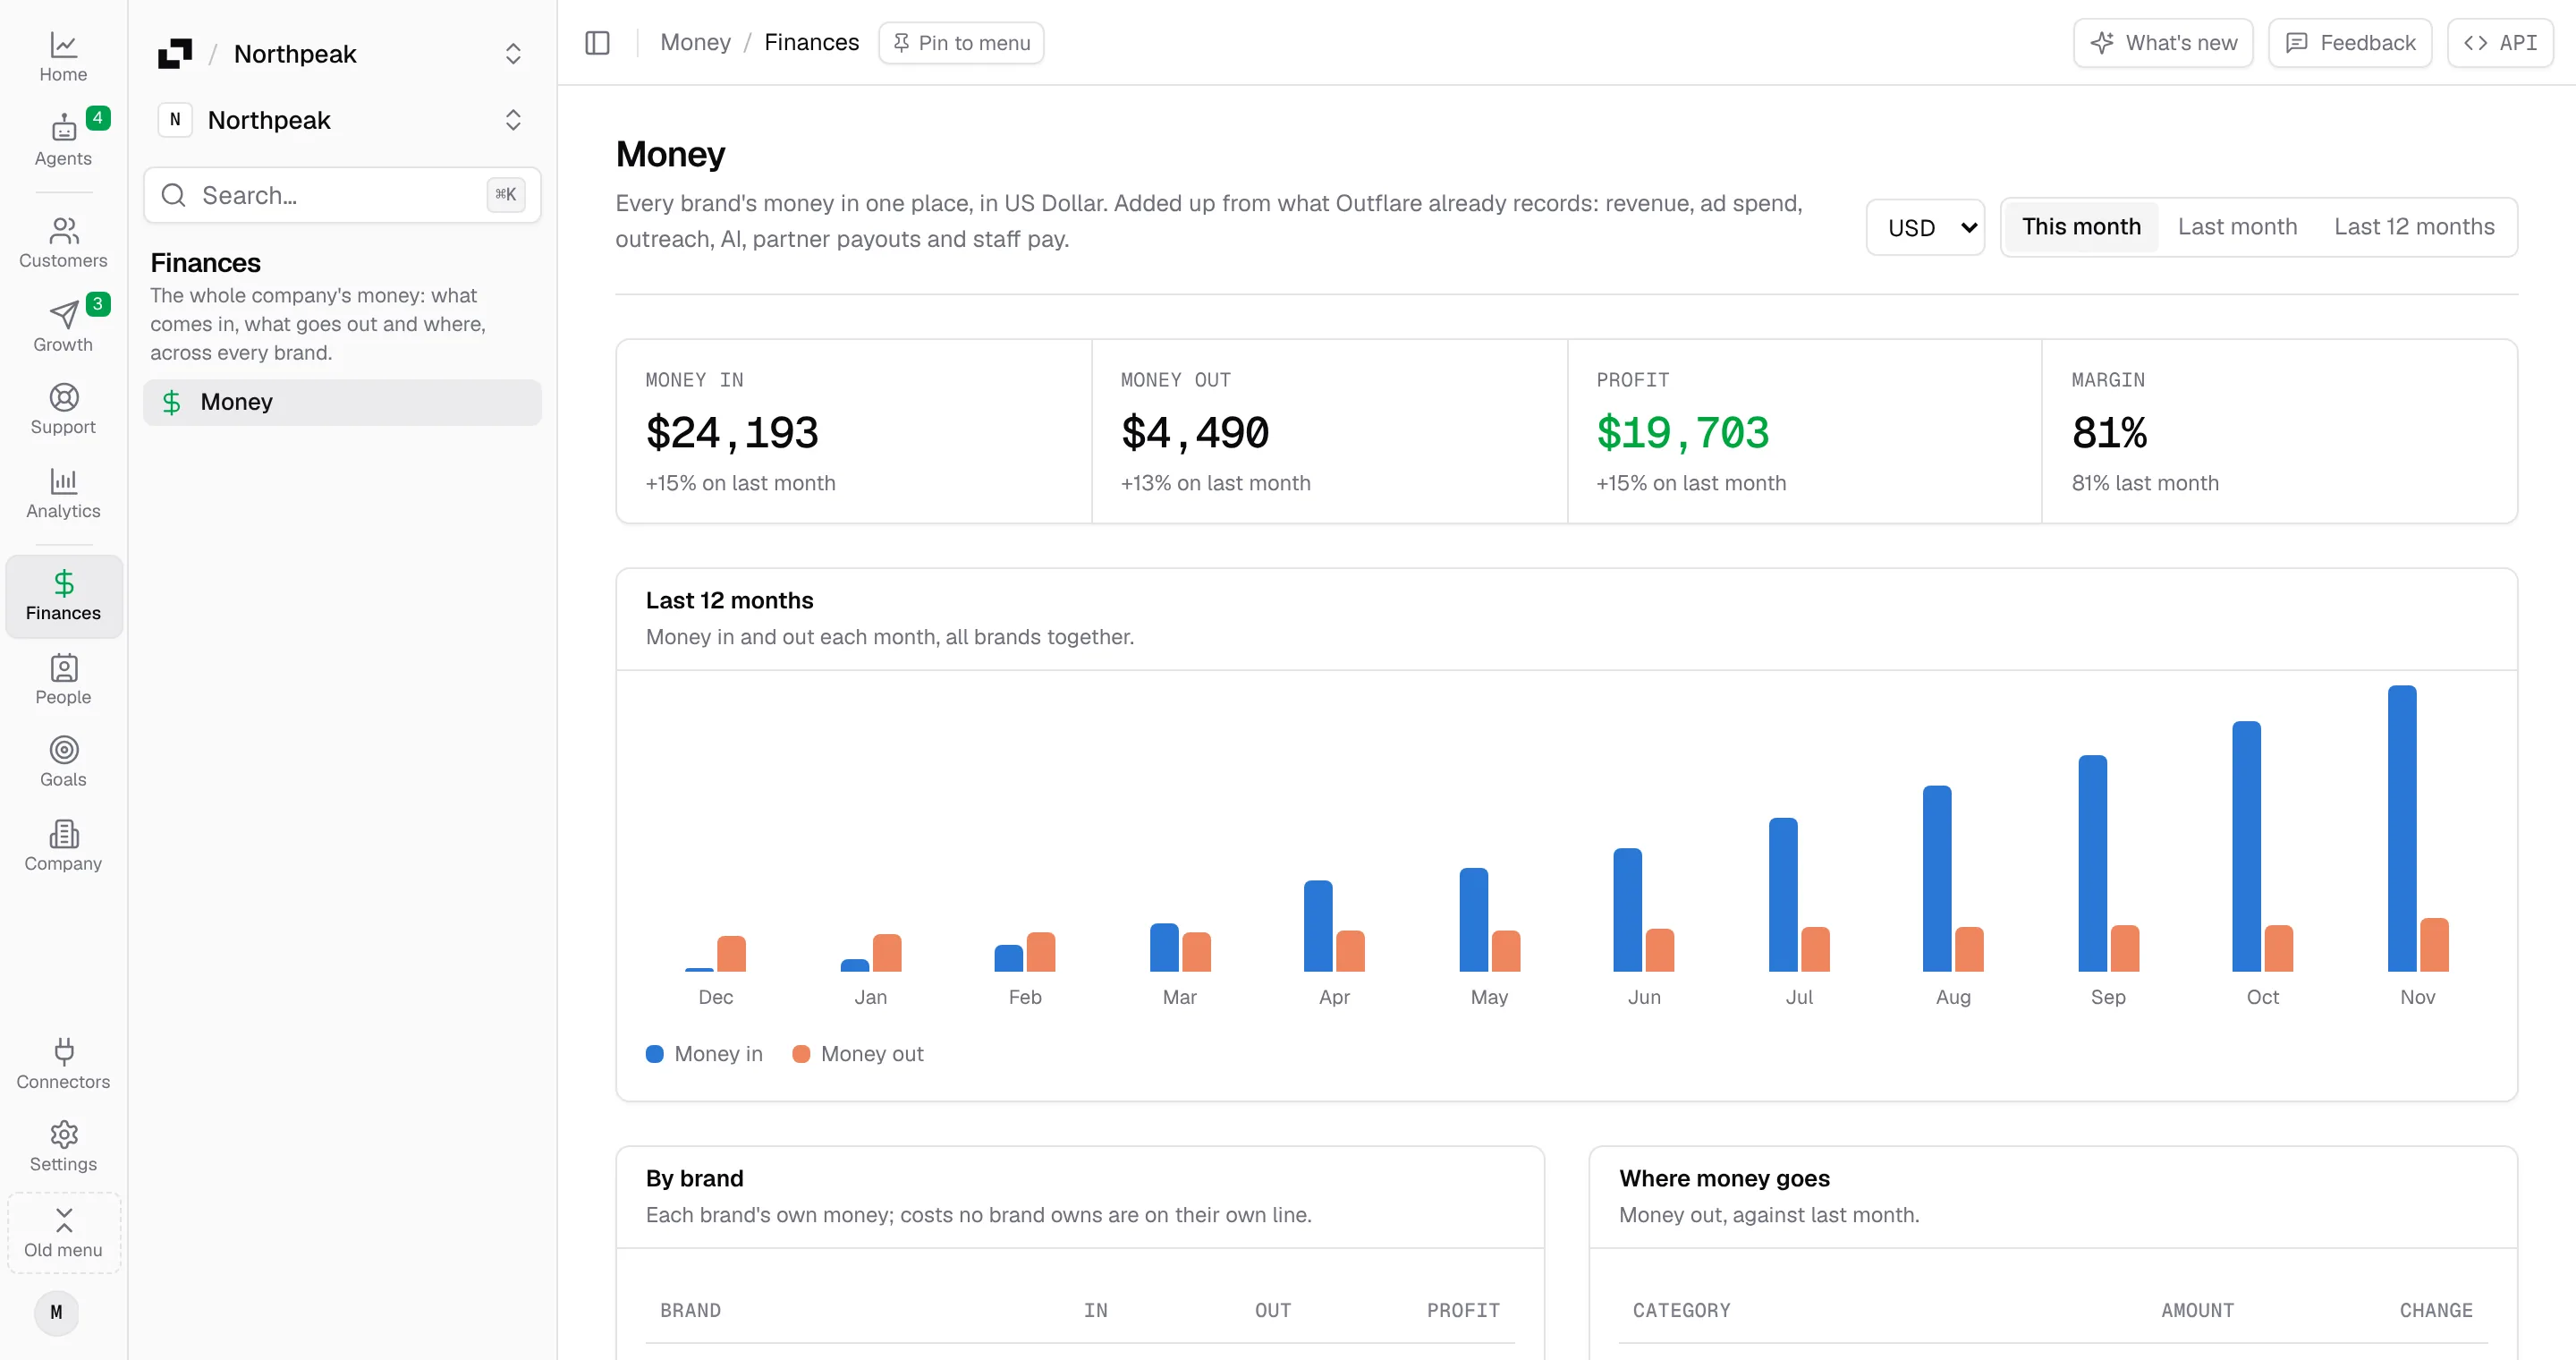 Home
4
Agents
Customers
3
Growth
Support
Analytics
Finances
People
Goals
Company
Connectors
Settings
Old menu
M
/ Northpeak
N Northpeak
Search... ⌘K
Finances
The whole company's money: what
comes in, what goes out and where,
across every brand.
Money
Money / Finances
Pin to menu
What's new
Feedback
API
Money
Every brand's money in one place, in US Dollar. Added up from what Outflare already records: revenue, ad spend,
outreach, AI, partner payouts and staff pay.
USD
This month Last month Last 12 months
MONEY IN
$24,193
+15% on last month
MONEY OUT
$4,490
+13% on last month
PROFIT
$19,703
+15% on last month
MARGIN
81%
81% last month
Last 12 months
Money in and out each month, all brands together.
Dec Jan Feb Mar Apr May Jun Jul Aug Sep Oct Nov
Money in Money out
By brand
Each brand's own money; costs no brand owns are on their own line.
BRAND IN OUT PROFIT
Where money goes
Money out, against last month.
CATEGORY AMOUNT CHANGE